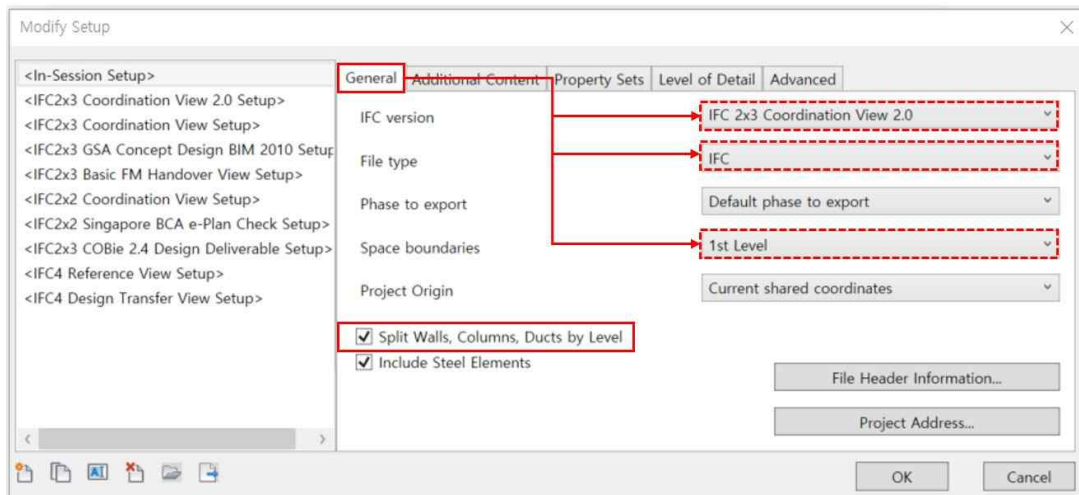 Modify Setup
<In-Session Setup>
<IFC2x3 Coordination View 2.0 Setup>
<IFC2x3 Coordination View Setup>
<IFC2x3 GSA Concept Design BIM 2010 Setup
<IFC2x3 Basic FM Handover View Setup>
<IFC2x2 Coordination View Setup>
<IFC2x2 Singapore BCA e-Plan Check Setup>
<IFC2x3 COBie 2.4 Design Deliverable Setup>
<IFC4 Reference View Setup>
<IFC4 Design Transfer View Setup>
General Additional Content Property Sets Level of Detail Advanced
IFC version IFC 2x3 Coordination View 2.0
File type IFC
Phase to export Default phase to export
Space boundaries 1st Level
Project Origin Current shared coordinates
Split Walls, Columns, Ducts by Level
Include Steel Elements
File Header Information...
Project Address...
AI
OK Cancel